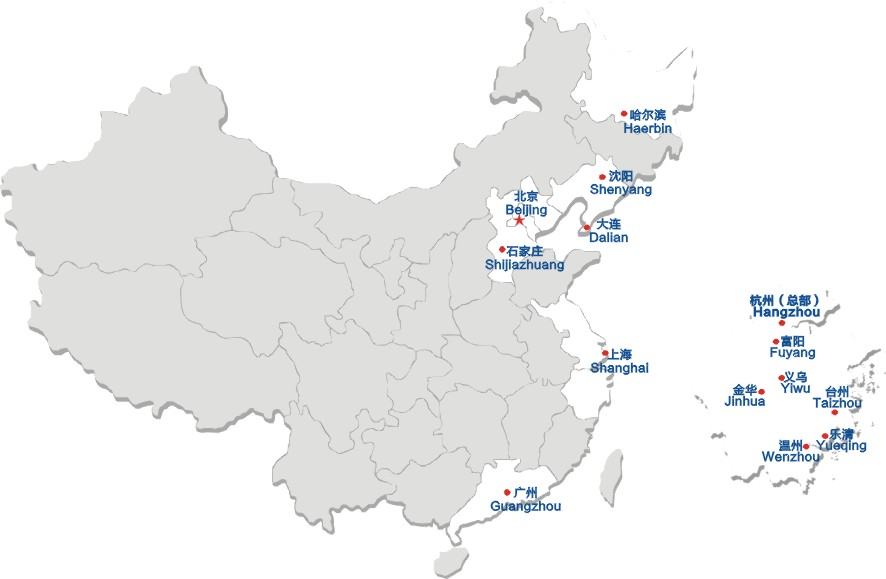 哈尔滨
Haerbin
沈阳
Shenyang
北京
Beijing
大连
Dalian
石家庄
Shijiazhuang
上海
Shanghai
广州
Guangzhou
杭州（总部）
Hangzhou
富阳
Fuyang
义乌
Yiwu
金华
Jinhua
台州
Taizhou
乐清
Yueqing
温州
Wenzhou